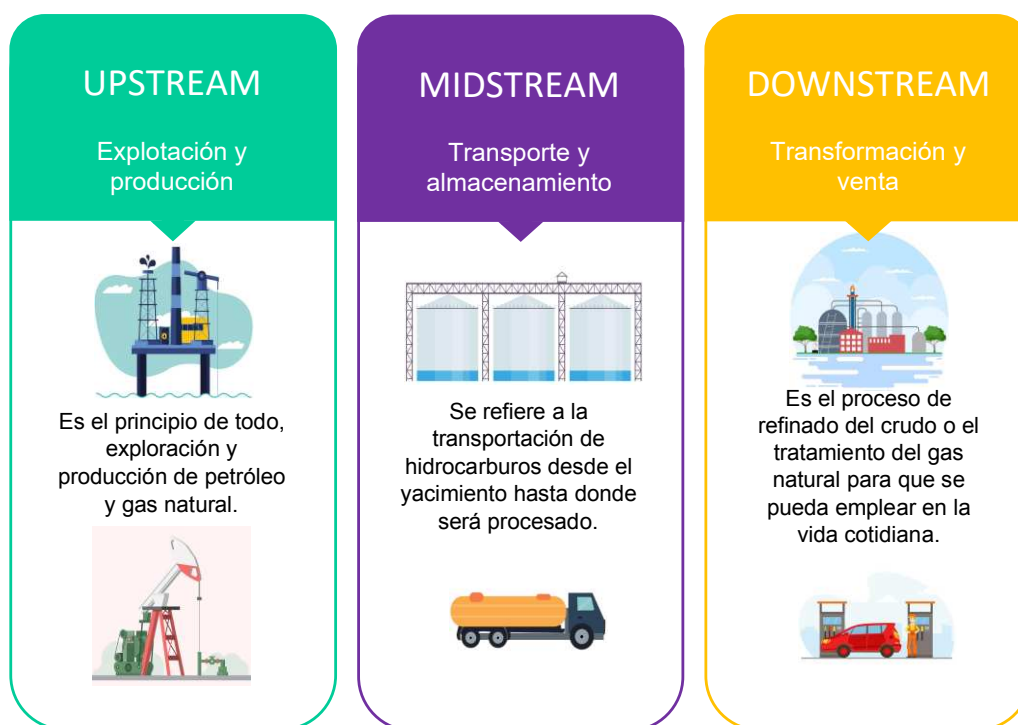 UPSTREAM
Explotación y
producción
Es el principio de todo,
exploración y
producción de petróleo
y gas natural.
MIDSTREAM
Transporte y
almacenamiento
Se refiere a la
transportación de
hidrocarburos desde el
yacimiento hasta donde
será procesado.
DOWNSTREAM
Transformación y
venta
Es el proceso de
refinado del crudo o el
tratamiento del gas
natural para que se
pueda emplear en la
vida cotidiana.